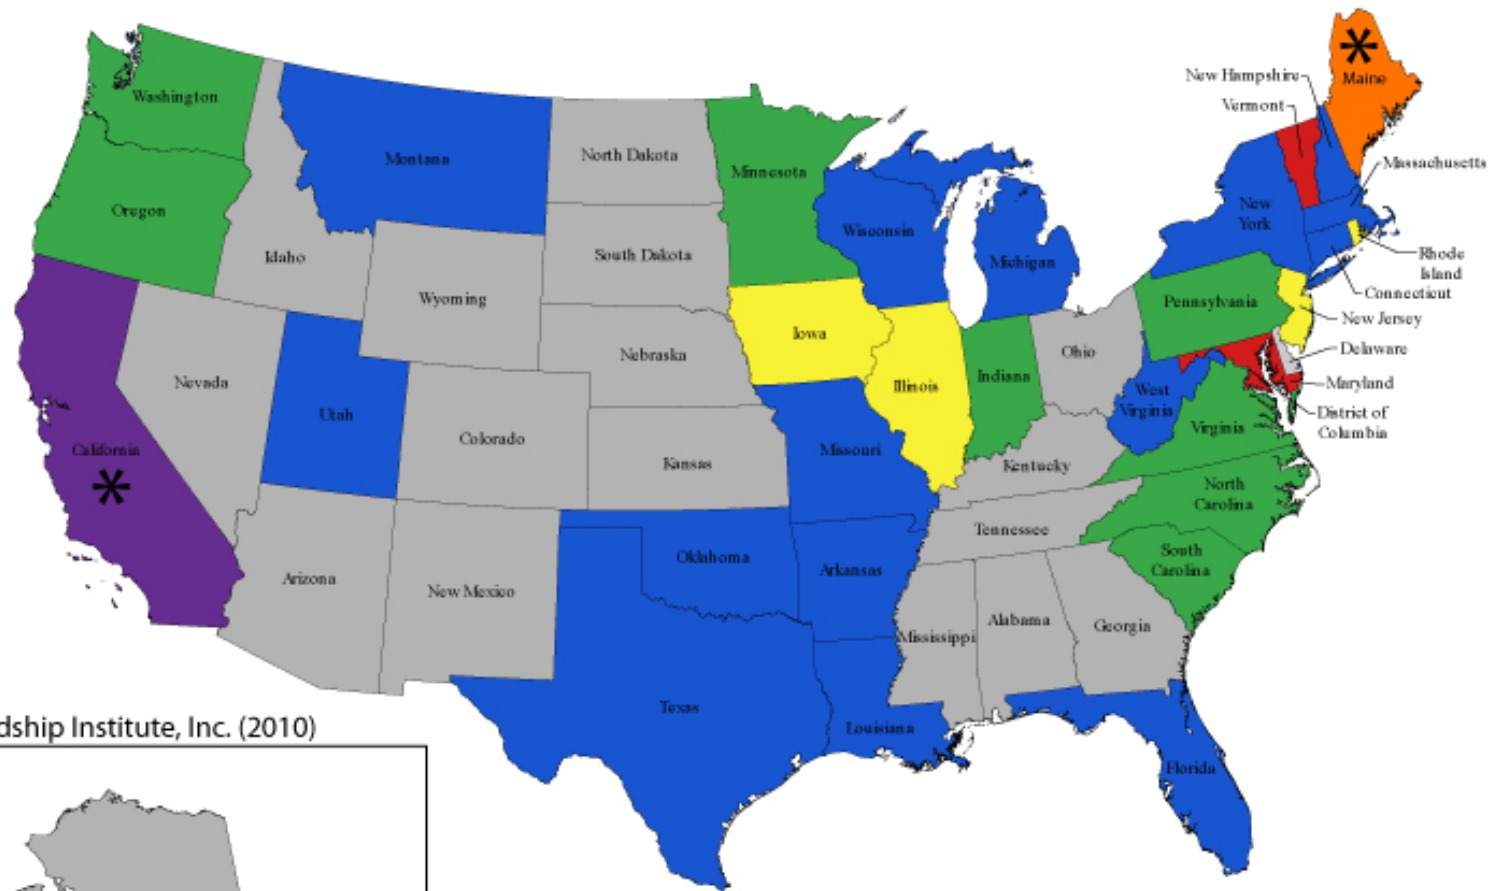 *
Maine
New Hampshire
Vermont
Washington
Montana
North Dakota
Minnesota
Massachusetts
Oregon
New
York
Wisconsin
Idaho
South Dakota
Michigan
Rhode
Island
Wyoming
Pennsylvania
Connecticut
New Jersey
Iowa
Ohio
Delaware
Nebraska
Nevada
Indiana
Illinois
Maryland
West
Virginia
Utah
District of
Columbia
Colorado
Virginia
California
*
Missouri
Kansas
Kentucky
North
Carolina
Tennessee
South
Carolina
Oklahoma
Arkansas
Arizona
New Mexico
Alabama
Georgia
Mississippi
Texas
Louisiana
dship Institute, Inc. (2010)
Florida